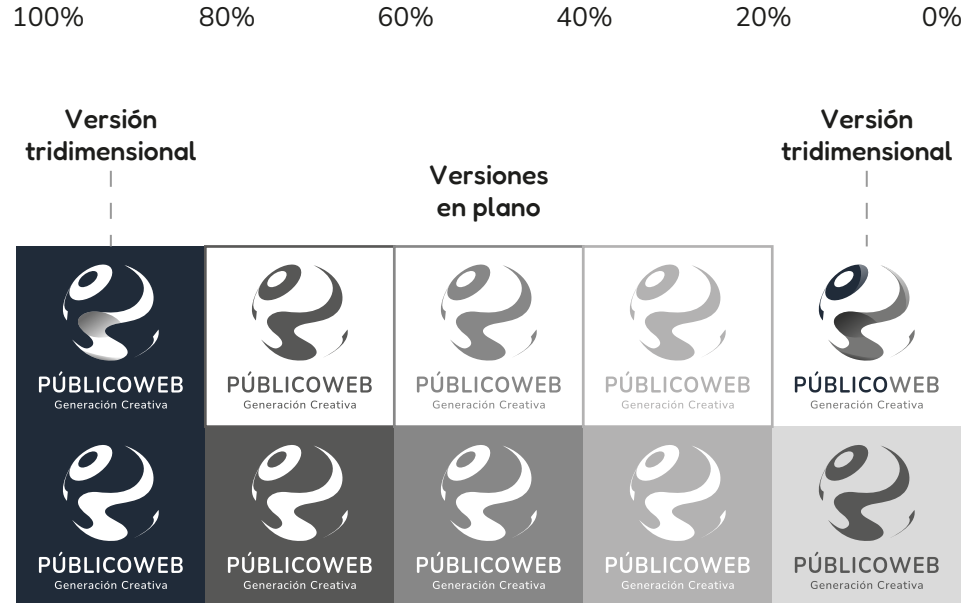 100% 80% 60% 40% 20% 0%
Versión
tridimensional
Versión
tridimensional
Versiones
en plano
PÚBLICOWEB
Generación Creativa
PÚBLICOWEB
Generación Creativa
PÚBLICOWEB
Generación Creativa
PÚBLICOWEB
Generación Creativa
PÚBLICOWEB
Generación Creativa
PÚBLICOWEB
Generación Creativa
PÚBLICOWEB
Generación Creativa
PÚBLICOWEB
Generación Creativa
PÚBLICOWEB
Generación Creativa
PÚBLICOWEB
Generación Creativa